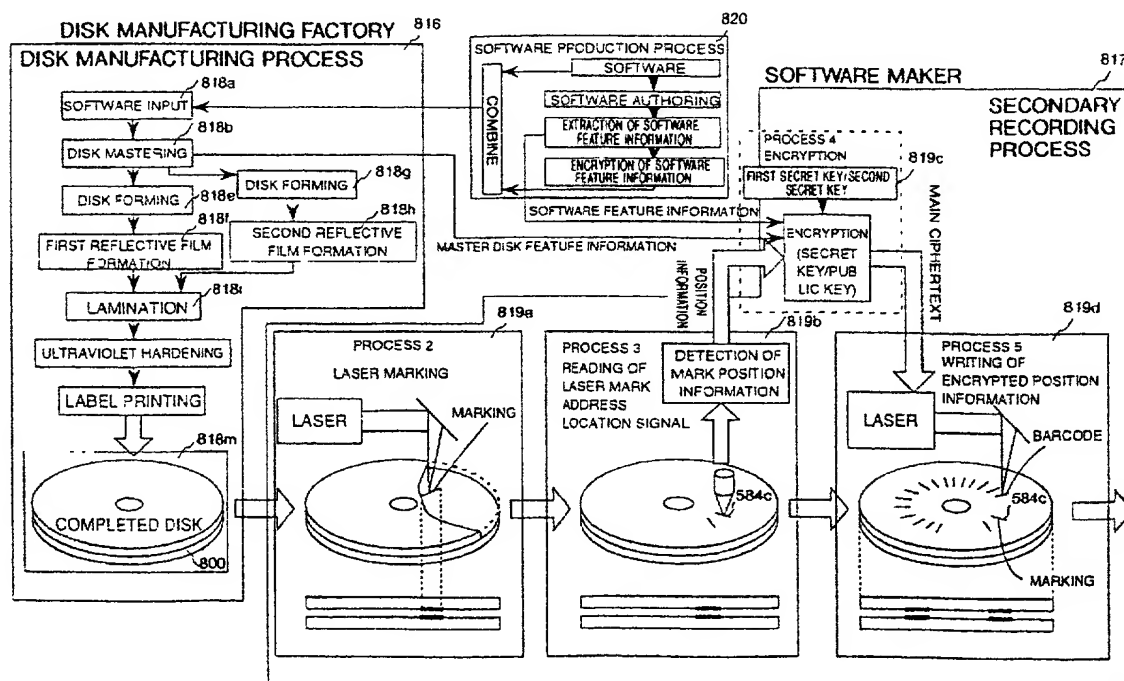 DISK MANUFACTURING FACTORY
816
DISK MANUFACTURING PROCESS
818a
SOFTWARE INPUT
818b
DISK MASTERING
DISK FORMING
818e
DISK FORMING
818g
818f
FIRST REFLECTIVE FILM
FORMATION
818h
SECOND REFLECTIVE
FILM FORMATION
LAMINATION
818i
ULTRAVIOLET HARDENING
LABEL PRINTING
818m
COMPLETED DISK
800
820
SOFTWARE PRODUCTION PROCESS
COMBINE
SOFTWARE
SOFTWARE AUTHORING
EXTRACTION OF SOFTWARE
FEATURE INFORMATION
ENCRYPTION OF SOFTWARE
FEATURE INFORMATION
SOFTWARE FEATURE INFORMATION
MASTER DISK FEATURE INFORMATION
817
SOFTWARE MAKER
SECONDARY
RECORDING
PROCESS
PROCESS 4
ENCRYPTION
819c
FIRST SECRET KEY/SECOND
SECRET KEY
ENCRYPTION
(SECRET
KEY/PUB
LIC KEY)
MAIN CIPHERTEXT
POSITION
INFORMATION
819a
PROCESS 2
LASER MARKING
LASER
MARKING
819b
PROCESS 3
READING OF
LASER MARK
ADDRESS
LOCATION SIGNAL
DETECTION OF
MARK POSITION
INFORMATION
584c
819d
PROCESS 5
WRITING OF
ENCRYPTED POSITION
INFORMATION
LASER
BARCODE
584c
MARKING